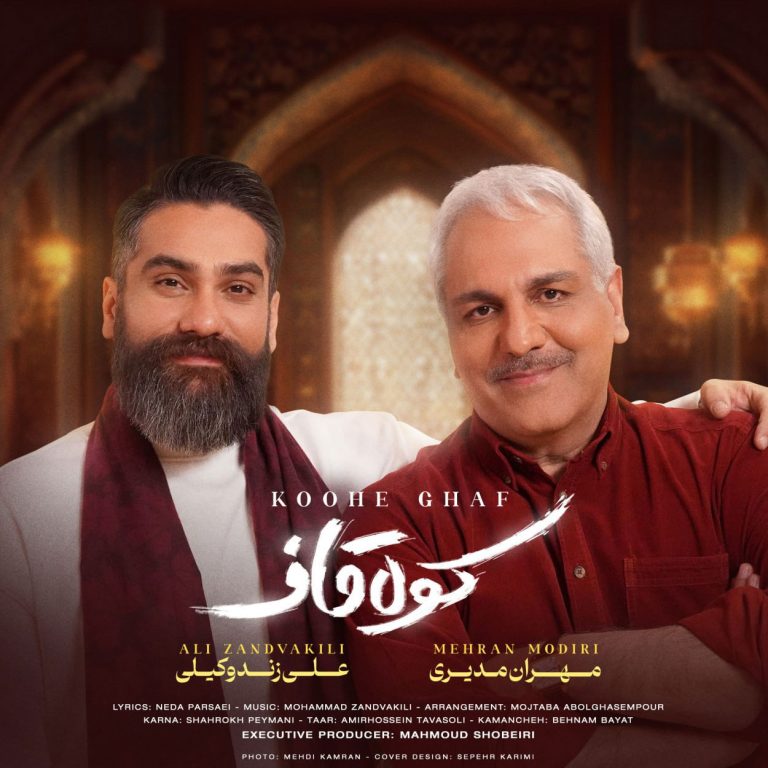 KOOHE GHAF
کوه قاف
ALI ZANDVAKILI
علی زندوکیلی
MEHRAN MODIRI
مهران مدیری
LYRICS: NEDA PARSAEI - MUSIC: MOHAMMAD ZANDVAKILI - ARRANGEMENT: MOJTABA ABOLGHASEMPOUR
KARNA: SHAHROKH PEYMANI - TAAR: AMIRHOSSEIN TAVASOLI - KAMANCHEH: BEHNAM BAYAT
EXECUTIVE PRODUCER: MAHMOUD SHOBEIRI
PHOTO: MEHDI KAMRAN - COVER DESIGN: SEPEHR KARIMI